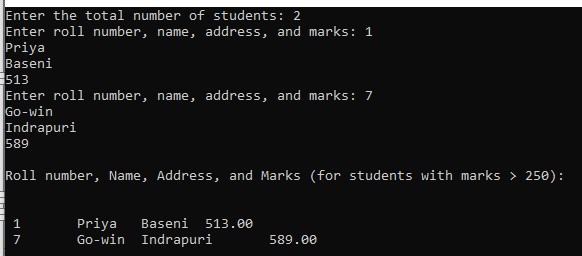 Enter the total number of students: 2
Enter roll number, name, address, and marks: 1
Priya
Baseni
513
Enter roll number, name, address, and marks: 7
Go-win
Indrapuri
589
Roll number, Name, Address, and Marks (for students with marks > 250):
1 Priya Baseni 513.00
7 Go-win Indrapuri 589.00